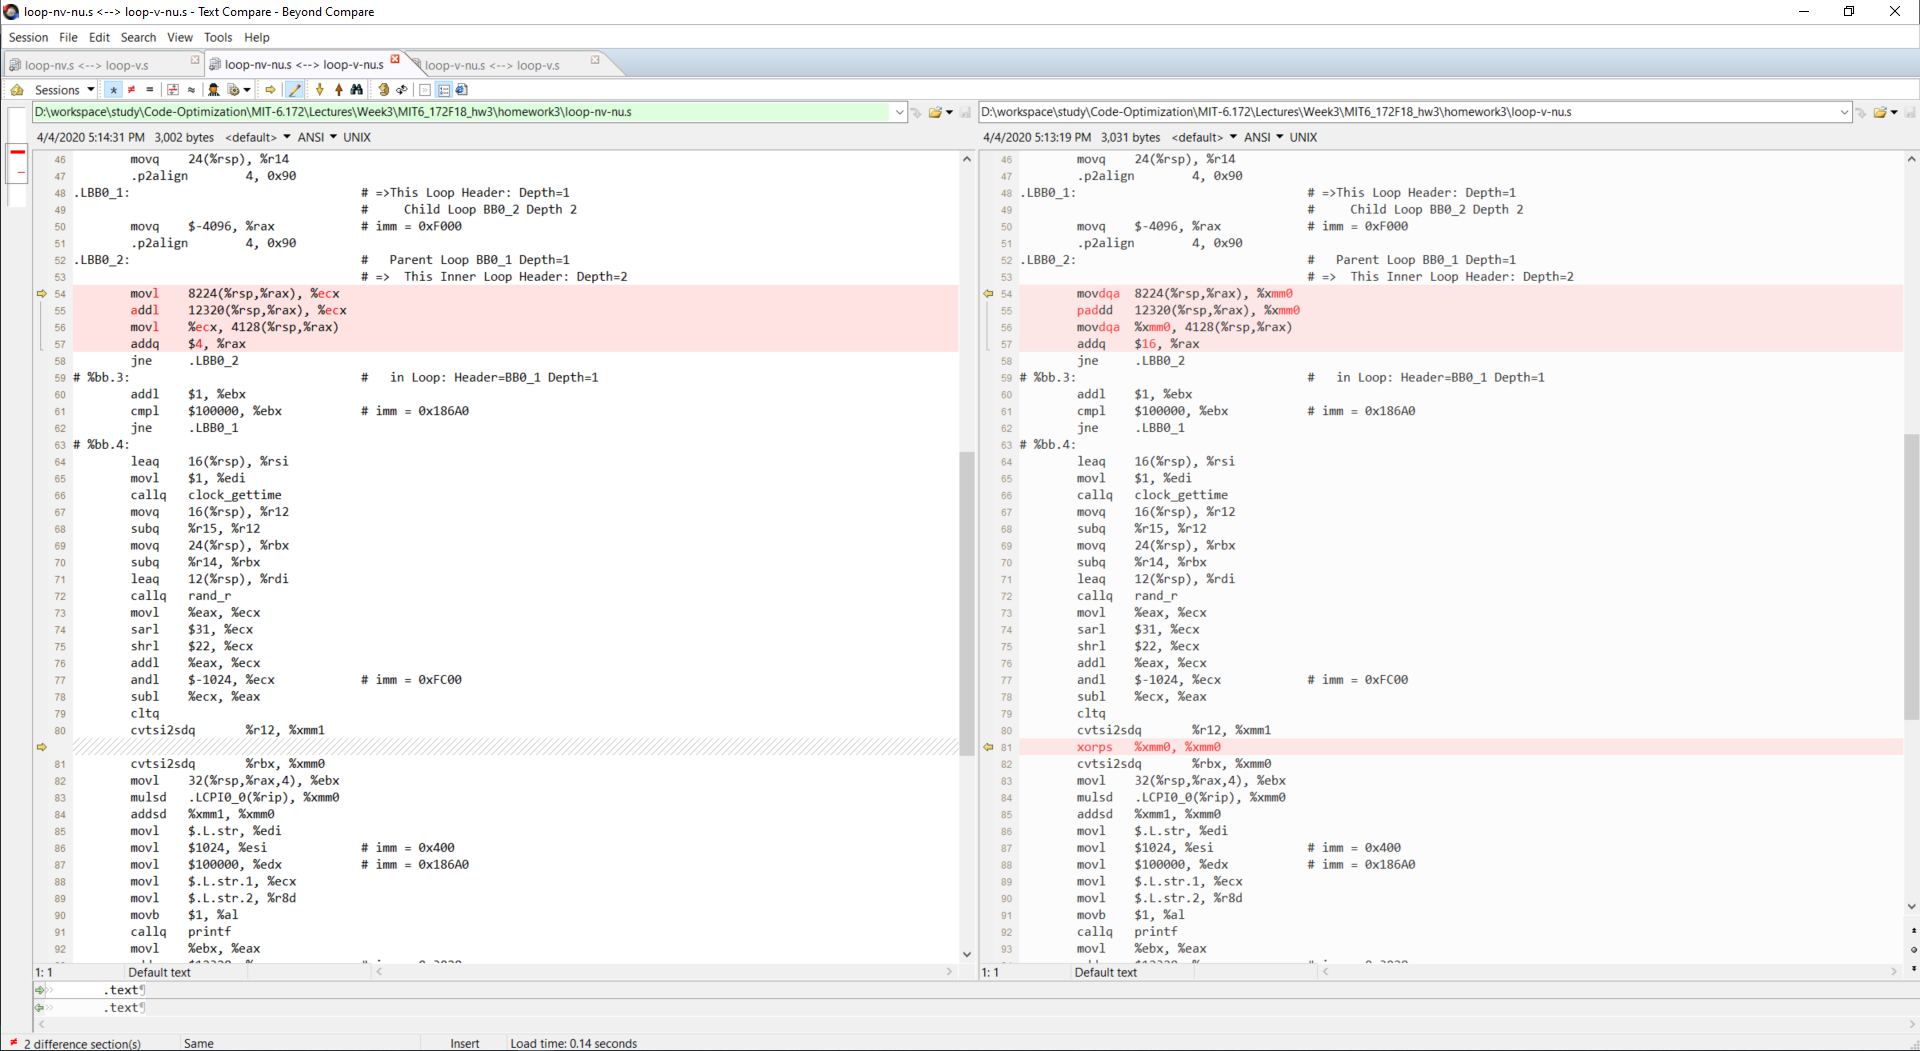 loop-nv-nu.s <--> loop-v-nu.s - Text Compare - Beyond Compare
Session File Edit Search View Tools Help
loop-nv.s <--> loop-v.s
loop-nv-nu.s <--> loop-v-nu.s
loop-v-nu.s <--> loop-v.s
Sessions
D:\workspace\study\Code-Optimization\MIT-6.172\Lectures\Week3\MIT6_172F18_hw3\homework3\loop-nv-nu.s
4/4/2020 5:14:31 PM 3,002 bytes <default> ANSI UNIX
46 movq 24(%rsp), %r14
47 .p2align 4, 0x90
48 .LBB0_1: # =>This Loop Header: Depth=1
49 # Child Loop BB0_2 Depth 2
50 movq $-4096, %rax # imm = 0xF000
51 .p2align 4, 0x90
52 .LBB0_2: # Parent Loop BB0_1 Depth=1
53 # => This Inner Loop Header: Depth=2
54 movl 8224(%rsp,%rax), %ecx
55 addl 12320(%rsp,%rax), %ecx
56 movl %ecx, 4128(%rsp,%rax)
57 addq $4, %rax
58 jne .LBB0_2
59 # %bb.3: # in Loop: Header=BB0_1 Depth=1
60 addl $1, %ebx
61 cmpl $100000, %ebx # imm = 0x186A0
62 jne .LBB0_1
63 # %bb.4:
64 leaq 16(%rsp), %rsi
65 movl $1, %edi
66 callq clock_gettime
67 movq 16(%rsp), %r12
68 subq %r15, %r12
69 movq 24(%rsp), %rbx
70 subq %r14, %rbx
71 leaq 12(%rsp), %rdi
72 callq rand_r
73 movl %eax, %ecx
74 sarl $31, %ecx
75 shrl $22, %ecx
76 addl %eax, %ecx
77 andl $-1024, %ecx # imm = 0xFC00
78 subl %ecx, %eax
79 cltq
80 cvtsi2sdq %r12, %xmm1
81 cvtsi2sdq %rbx, %xmm0
82 movl 32(%rsp,%rax,4), %ebx
83 mulsd .LCPI0_0(%rip), %xmm0
84 addsd %xmm1, %xmm0
85 movl $.L.str, %edi
86 movl $1024, %esi # imm = 0x400
87 movl $100000, %edx # imm = 0x186A0
88 movl $.L.str.1, %ecx
89 movl $.L.str.2, %r8d
90 movb $1, %al
91 callq printf
92 movl %ebx, %eax
1: 1 Default text
D:\workspace\study\Code-Optimization\MIT-6.172\Lectures\Week3\MIT6_172F18_hw3\homework3\loop-v-nu.s
4/4/2020 5:13:19 PM 3,031 bytes <default> ANSI UNIX
46 movq 24(%rsp), %r14
47 .p2align 4, 0x90
48 .LBB0_1: # =>This Loop Header: Depth=1
49 # Child Loop BB0_2 Depth 2
50 movq $-4096, %rax # imm = 0xF000
51 .p2align 4, 0x90
52 .LBB0_2: # Parent Loop BB0_1 Depth=1
53 # => This Inner Loop Header: Depth=2
54 movdqa 8224(%rsp,%rax), %xmm0
55 paddd 12320(%rsp,%rax), %xmm0
56 movdqa %xmm0, 4128(%rsp,%rax)
57 addq $16, %rax
58 jne .LBB0_2
59 # %bb.3: # in Loop: Header=BB0_1 Depth=1
60 addl $1, %ebx
61 cmpl $100000, %ebx # imm = 0x186A0
62 jne .LBB0_1
63 # %bb.4:
64 leaq 16(%rsp), %rsi
65 movl $1, %edi
66 callq clock_gettime
67 movq 16(%rsp), %r12
68 subq %r15, %r12
69 movq 24(%rsp), %rbx
70 subq %r14, %rbx
71 leaq 12(%rsp), %rdi
72 callq rand_r
73 movl %eax, %ecx
74 sarl $31, %ecx
75 shrl $22, %ecx
76 addl %eax, %ecx
77 andl $-1024, %ecx # imm = 0xFC00
78 subl %ecx, %eax
79 cltq
80 cvtsi2sdq %r12, %xmm1
81 xorps %xmm0, %xmm0
82 cvtsi2sdq %rbx, %xmm0
83 movl 32(%rsp,%rax,4), %ebx
84 mulsd .LCPI0_0(%rip), %xmm0
85 addsd %xmm1, %xmm0
86 movl $.L.str, %edi
87 movl $1024, %esi # imm = 0x400
88 movl $100000, %edx # imm = 0x186A0
89 movl $.L.str.1, %ecx
90 movl $.L.str.2, %r8d
91 movb $1, %al
92 callq printf
93 movl %ebx, %eax
1: 1 Default text
.text¶
.text¶
2 difference section(s) Same Insert Load time: 0.14 seconds